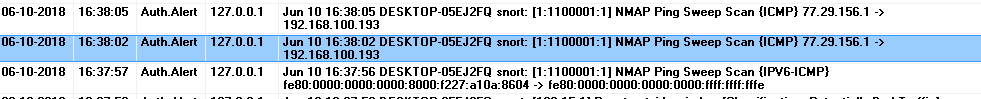 06-10-2018 16:38:05 Auth.Alert 127.0.0.1 Jun 10 16:38:05 DESKTOP-05EJ2FQ snort: [1:1100001:1] NMAP Ping Sweep Scan {ICMP} 77.29.156.1 ->
192.168.100.193
06-10-2018 16:38:02 Auth.Alert 127.0.0.1 Jun 10 16:38:02 DESKTOP-05EJ2FQ snort: [1:1100001:1] NMAP Ping Sweep Scan {ICMP} 77.29.156.1 ->
192.168.100.193
06-10-2018 16:37:57 Auth.Alert 127.0.0.1 Jun 10 16:37:56 DESKTOP-05EJ2FQ snort: [1:1100001:1] NMAP Ping Sweep Scan {IPV6-ICMP}
fe80:0000:0000:0000:8000:f227:a10a:8604 -> fe80:0000:0000:0000:0000:ffff:ffff:fffe